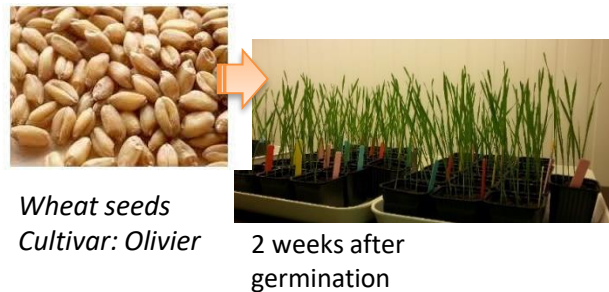 Wheat seeds
Cultivar: Olivier
2 weeks after
germination